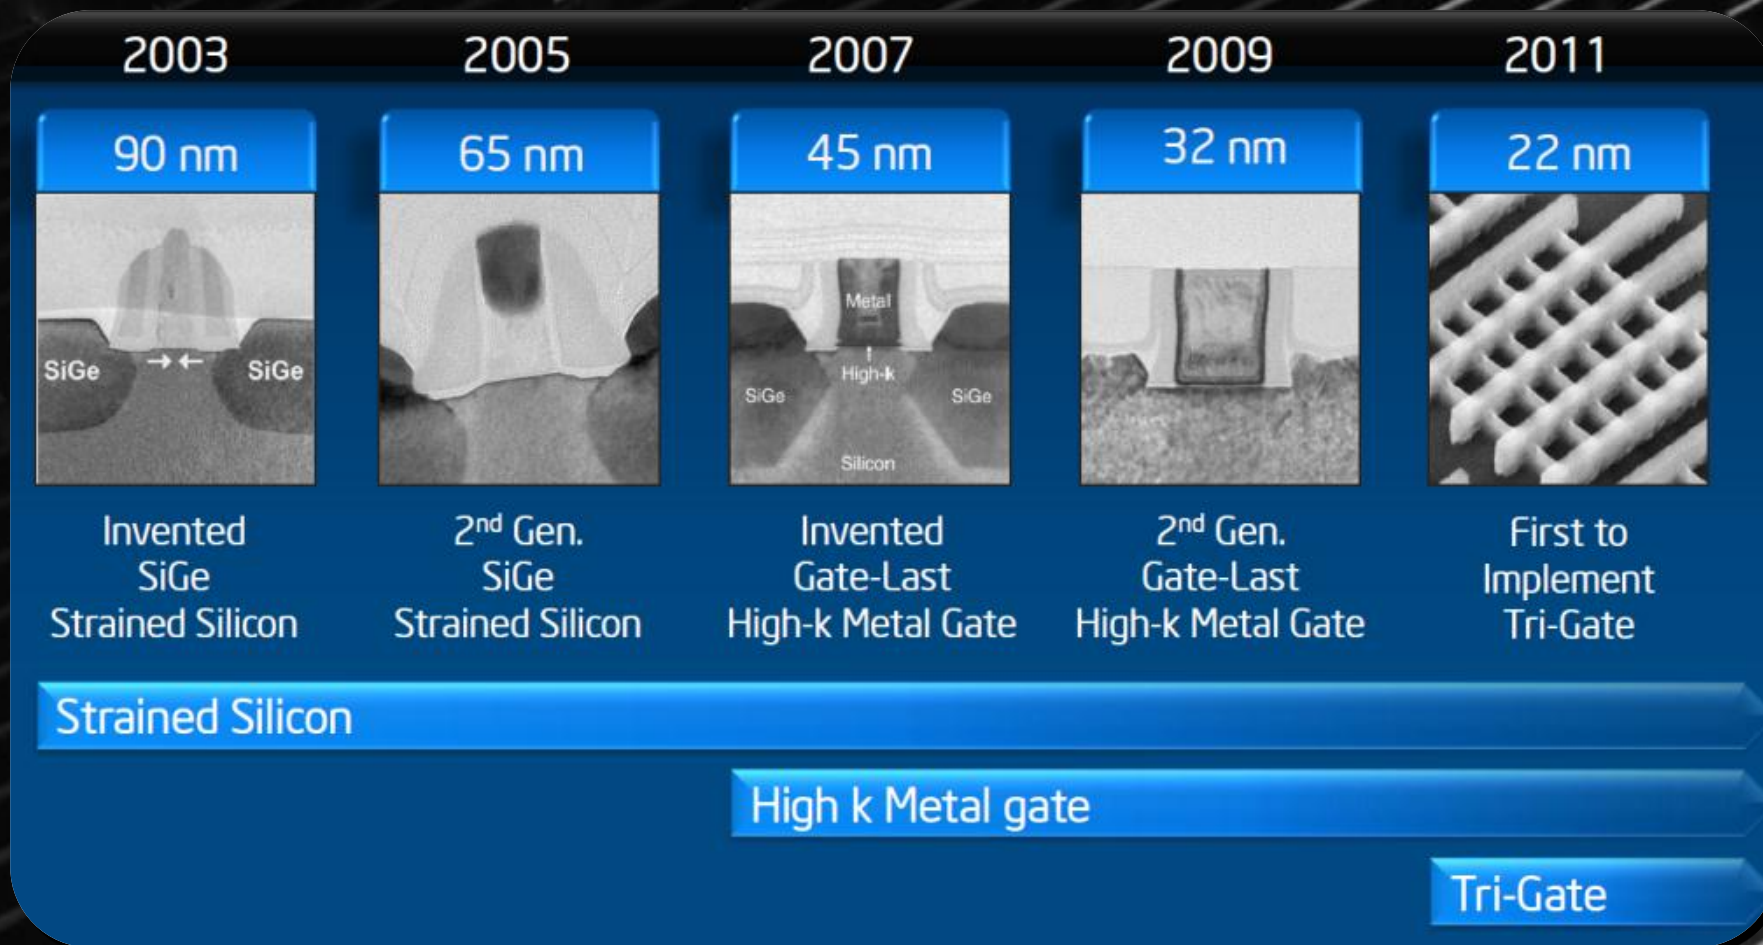 2003
2005
2007
2009
2011
90 nm
65 nm
45 nm
32 nm
22 nm
SiGe
SiGe
Metal
High-k
SiGe
SiGe
Silicon
Invented
SiGe
Strained Silicon
2nd Gen.
SiGe
Strained Silicon
Invented
Gate-Last
High-k Metal Gate
2nd Gen.
Gate-Last
High-k Metal Gate
First to
Implement
Tri-Gate
Strained Silicon
High k Metal gate
Tri-Gate